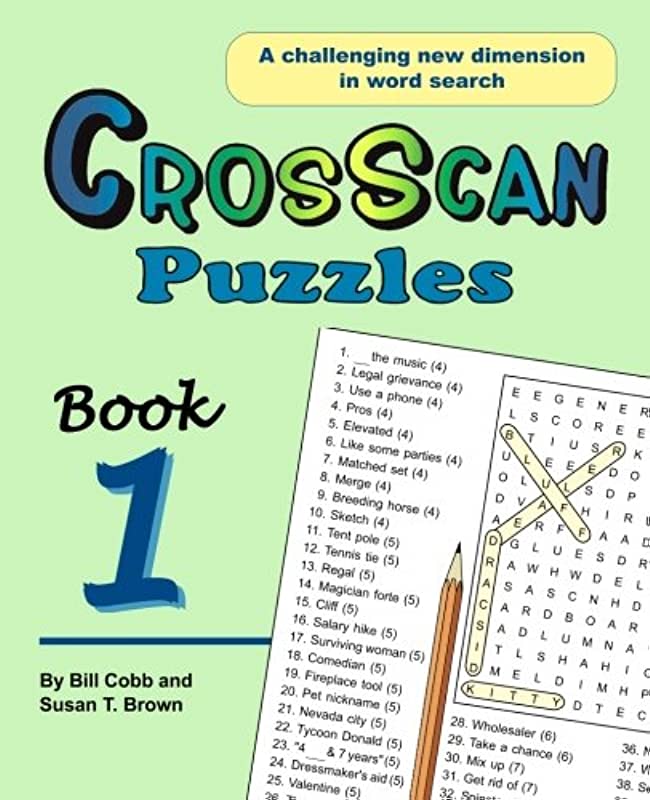 A challenging new dimension
in word search
CROSSCAN
Puzzles
Book
1
By Bill Cobb and
Susan T. Brown
1. __ the music (4)
2. Legal grievance (4)
3. Use a phone (4)
4. Pros (4)
5. Elevated (4)
6. Like some parties (4)
7. Matched set (4)
8. Merge (4)
9. Breeding horse (4)
10. Sketch (4)
11. Tent pole (5)
12. Tennis tie (5)
13. Regal (5)
14. Magician forte (5)
15. Cliff (5)
16. Salary hike (5)
17. Surviving woman (5)
18. Comedian (5)
19. Fireplace tool (5)
20. Pet nickname (5)
21. Nevada city (5)
22. Tycoon Donald (5)
23. "4___ & 7 years" (5)
24. Dressmaker's aid (5)
25. Valentine (5)
26.
28. Wholesaler (6)
29. Take a chance (6)
30. Mix up (7)
31. Get rid of (7)
32.
36.
37.
38.
E E G E N E R
L S C O R E E
B T I U S R K
U L E E E D O
O L U L S D P
D V A F H I R
A E R F F A A
D G L U E S D R
R A W H W D E L
A S A S C N H D
C A R D B O A R
S A D L U M N A
I T L S H A H I
D M E L D I M H P
K I T T Y D T E C